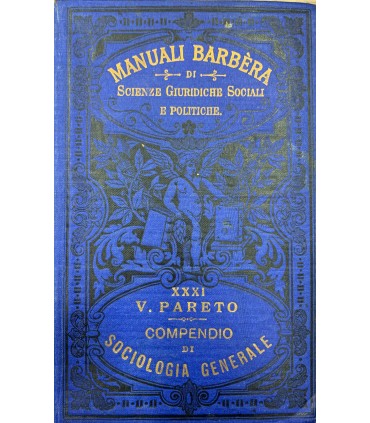 MANUALI BARBÈRA
DI
SCIENZE GIURIDICHE SOCIALI
E POLITICHE.
XXXI
V. PARETO
COMPENDIO
DI
SOCIOLOGIA GENERALE